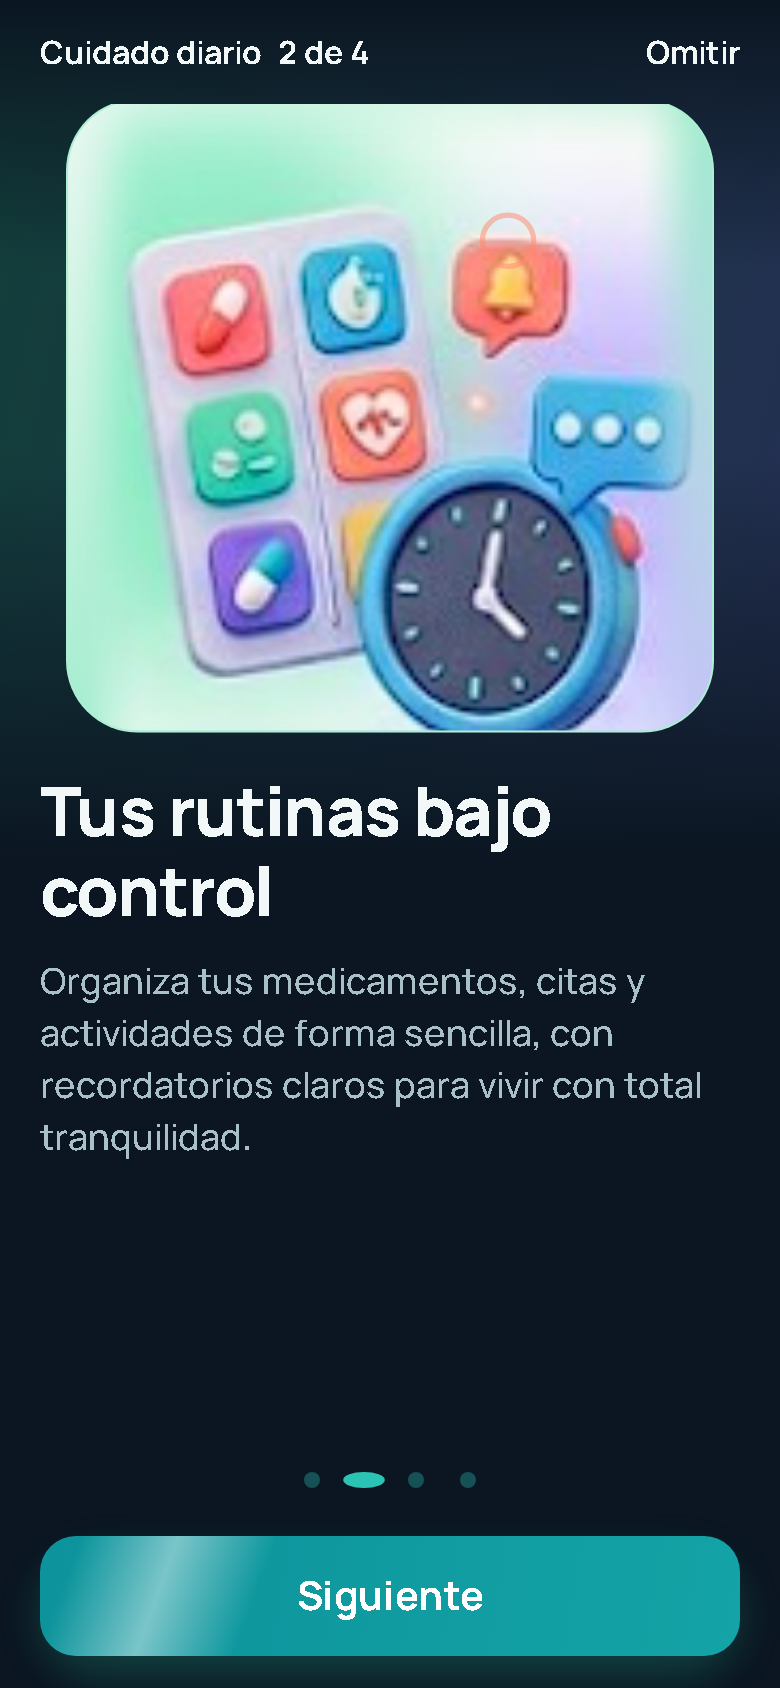 Cuidado diario 2 de 4
Omitir
Tus rutinas bajo
control
Organiza tus medicamentos, citas y
actividades de forma sencilla, con
recordatorios claros para vivir con total
tranquilidad.
Siguiente